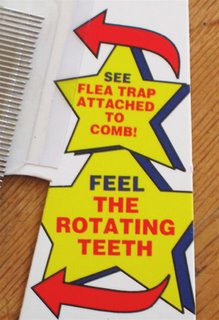 SEE
FLEA TRAP
ATTACHED
TO
COMB!
FEEL
THE
ROTATING
TEETH